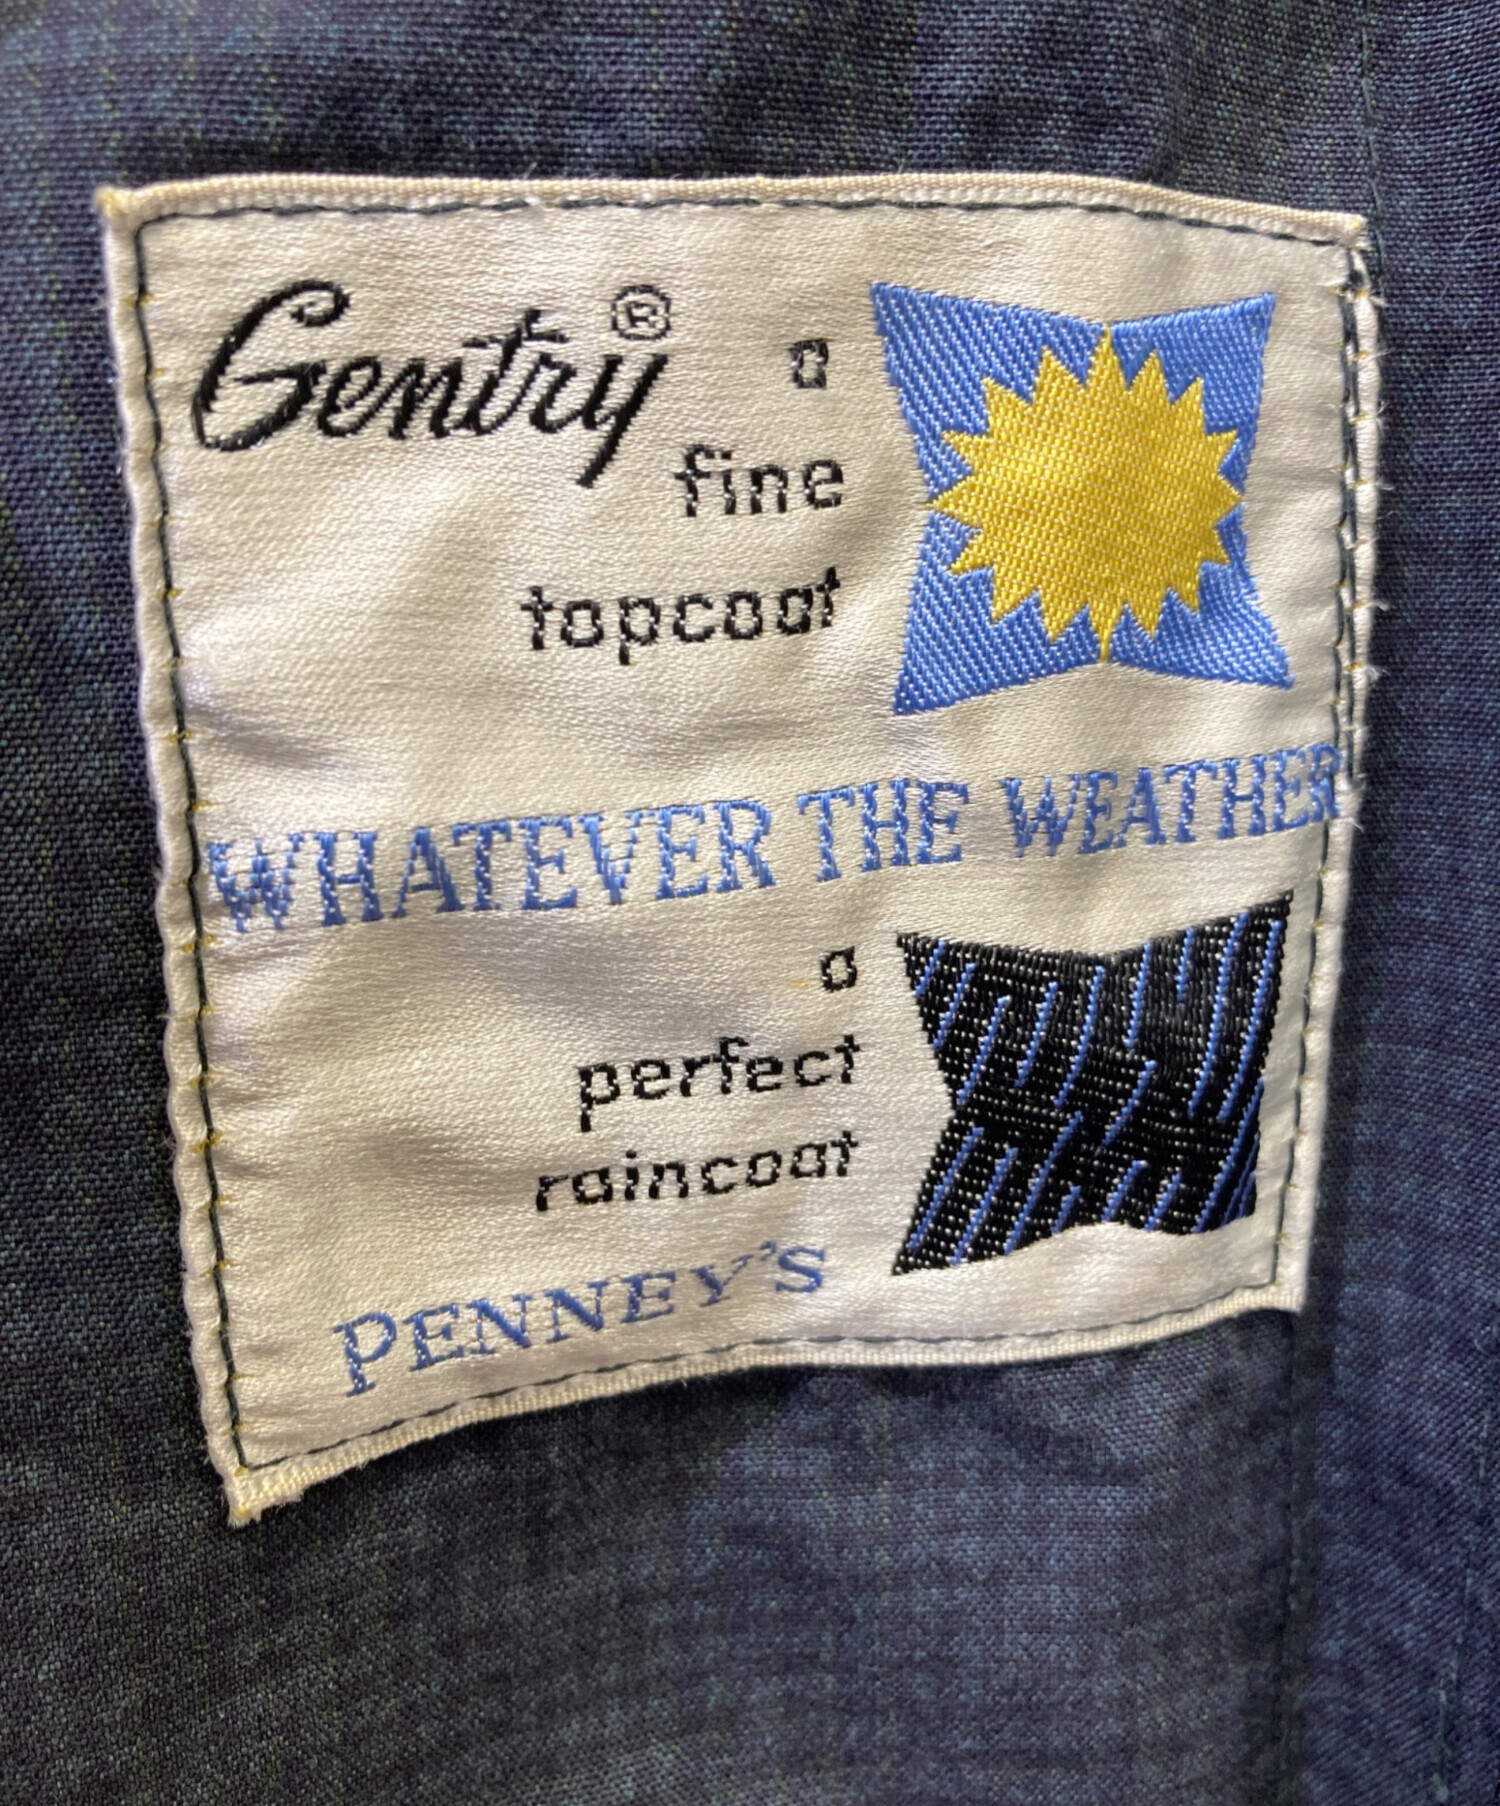 Gentry® a
fine
topcoat
WHATEVER THE WEATHER
a
perfect
raincoat
PENNEY'S